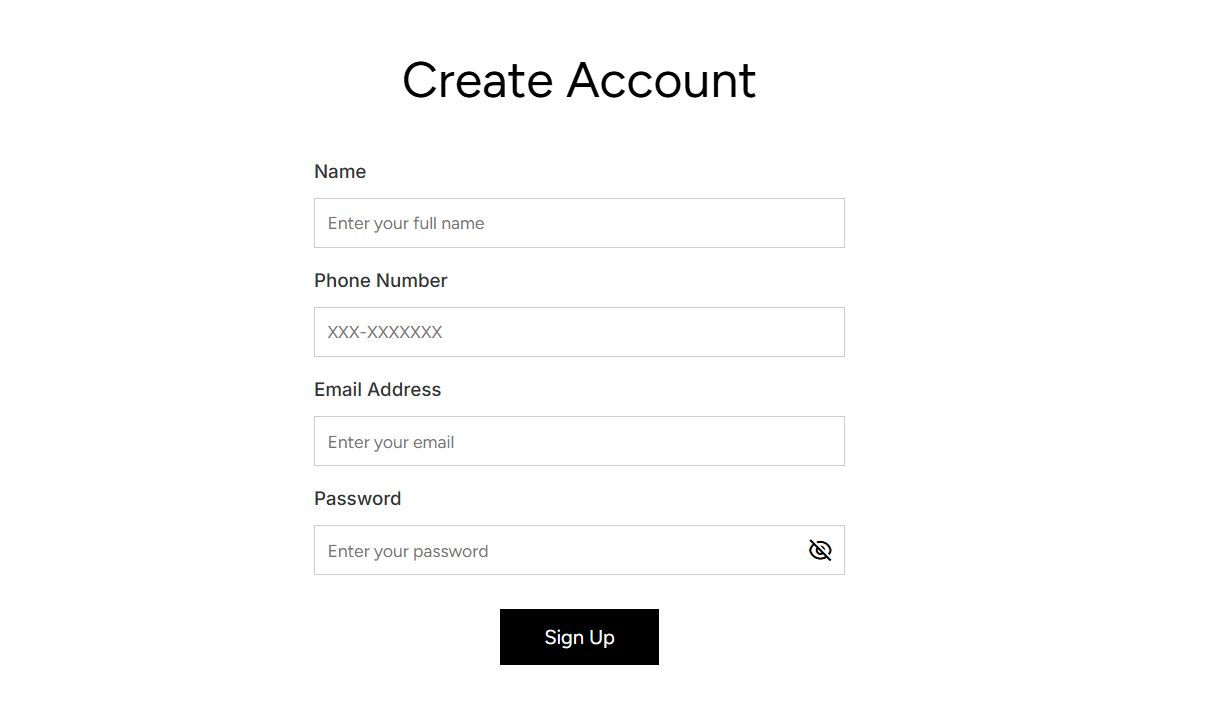 Create Account
Name
Enter your full name
Phone Number
XXX-XXXXXXX
Email Address
Enter your email
Password
Enter your password
Sign Up